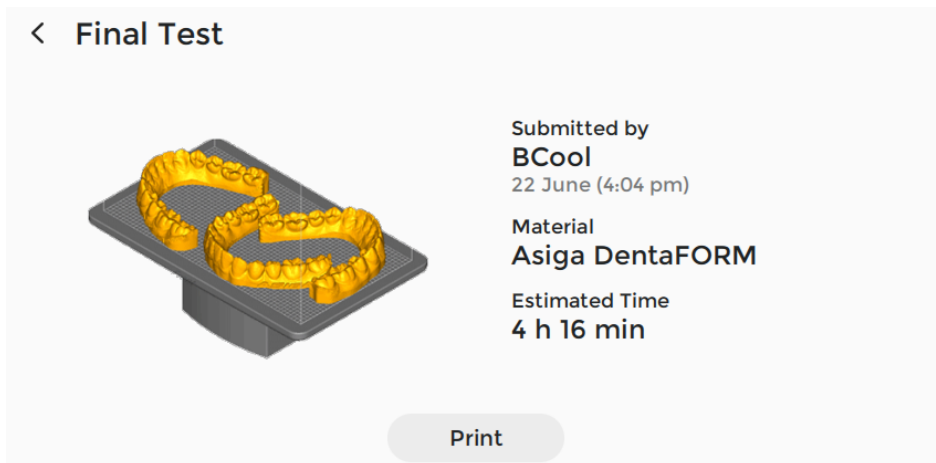 Final Test
Submitted by
BCool
22 June (4:04 pm)
Material
Asiga DentaFORM
Estimated Time
4 h 16 min
Print